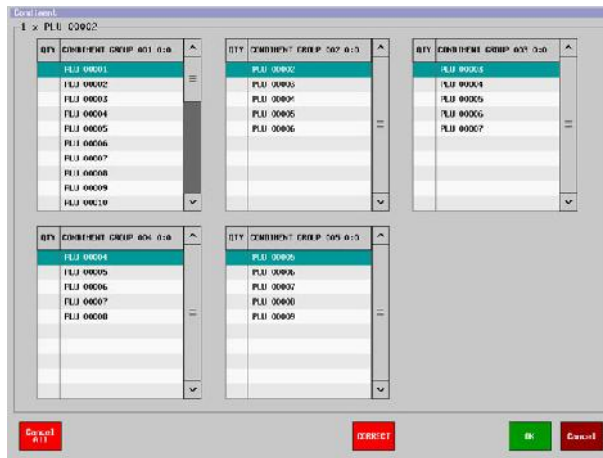 Condiment
1 x PLU 00002
QTY CONDIMENT GROUP 001 0:0
PLU 00001
PLU 00002
PLU 00003
PLU 00004
PLU 00005
PLU 00006
PLU 00007
PLU 00008
PLU 00009
PLU 00010
QTY CONDIMENT GROUP 002 0:0
PLU 00002
PLU 00003
PLU 00004
PLU 00005
PLU 00006
QTY CONDIMENT GROUP 003 0:0
PLU 00003
PLU 00004
PLU 00005
PLU 00006
PLU 00007
QTY CONDIMENT GROUP 004 0:0
PLU 00004
PLU 00005
PLU 00006
PLU 00007
PLU 00008
QTY CONDIMENT GROUP 005 0:0
PLU 00005
PLU 00006
PLU 00007
PLU 00008
PLU 00009
Cancel
All
CORRECT
OK
Cancel